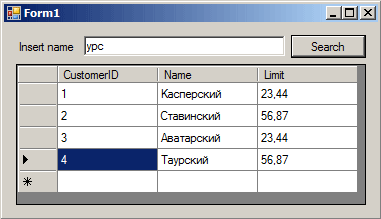 Form1
Insert name урс Search
CustomerID Name Limit
1 Касперский 23,44
2 Ставинский 56,87
3 Аватарский 23,44
4 Таурский 56,87